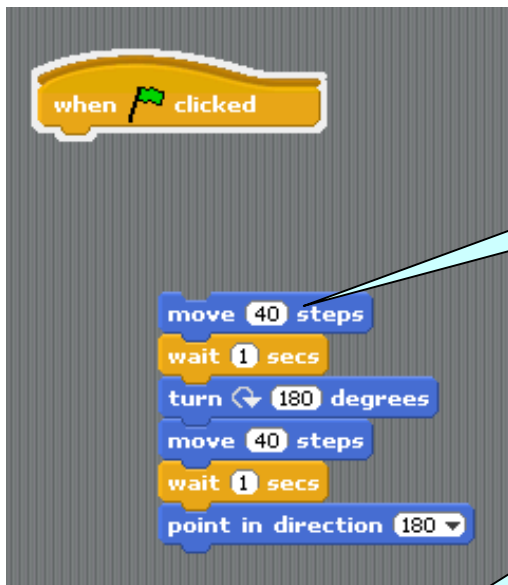 when clicked
move 40 steps
wait 1 secs
turn 180 degrees
move 40 steps
wait 1 secs
point in direction 180